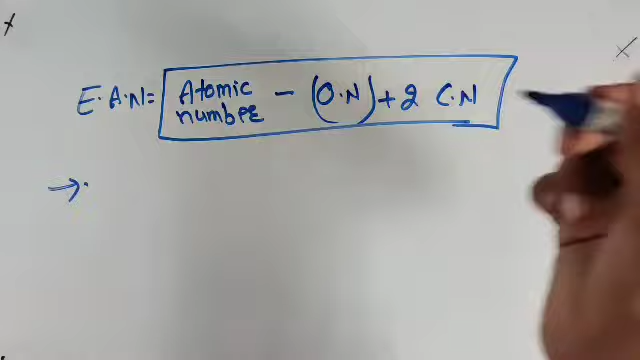 E.A.N= Atomic number - (O.N) + 2 C.N
→